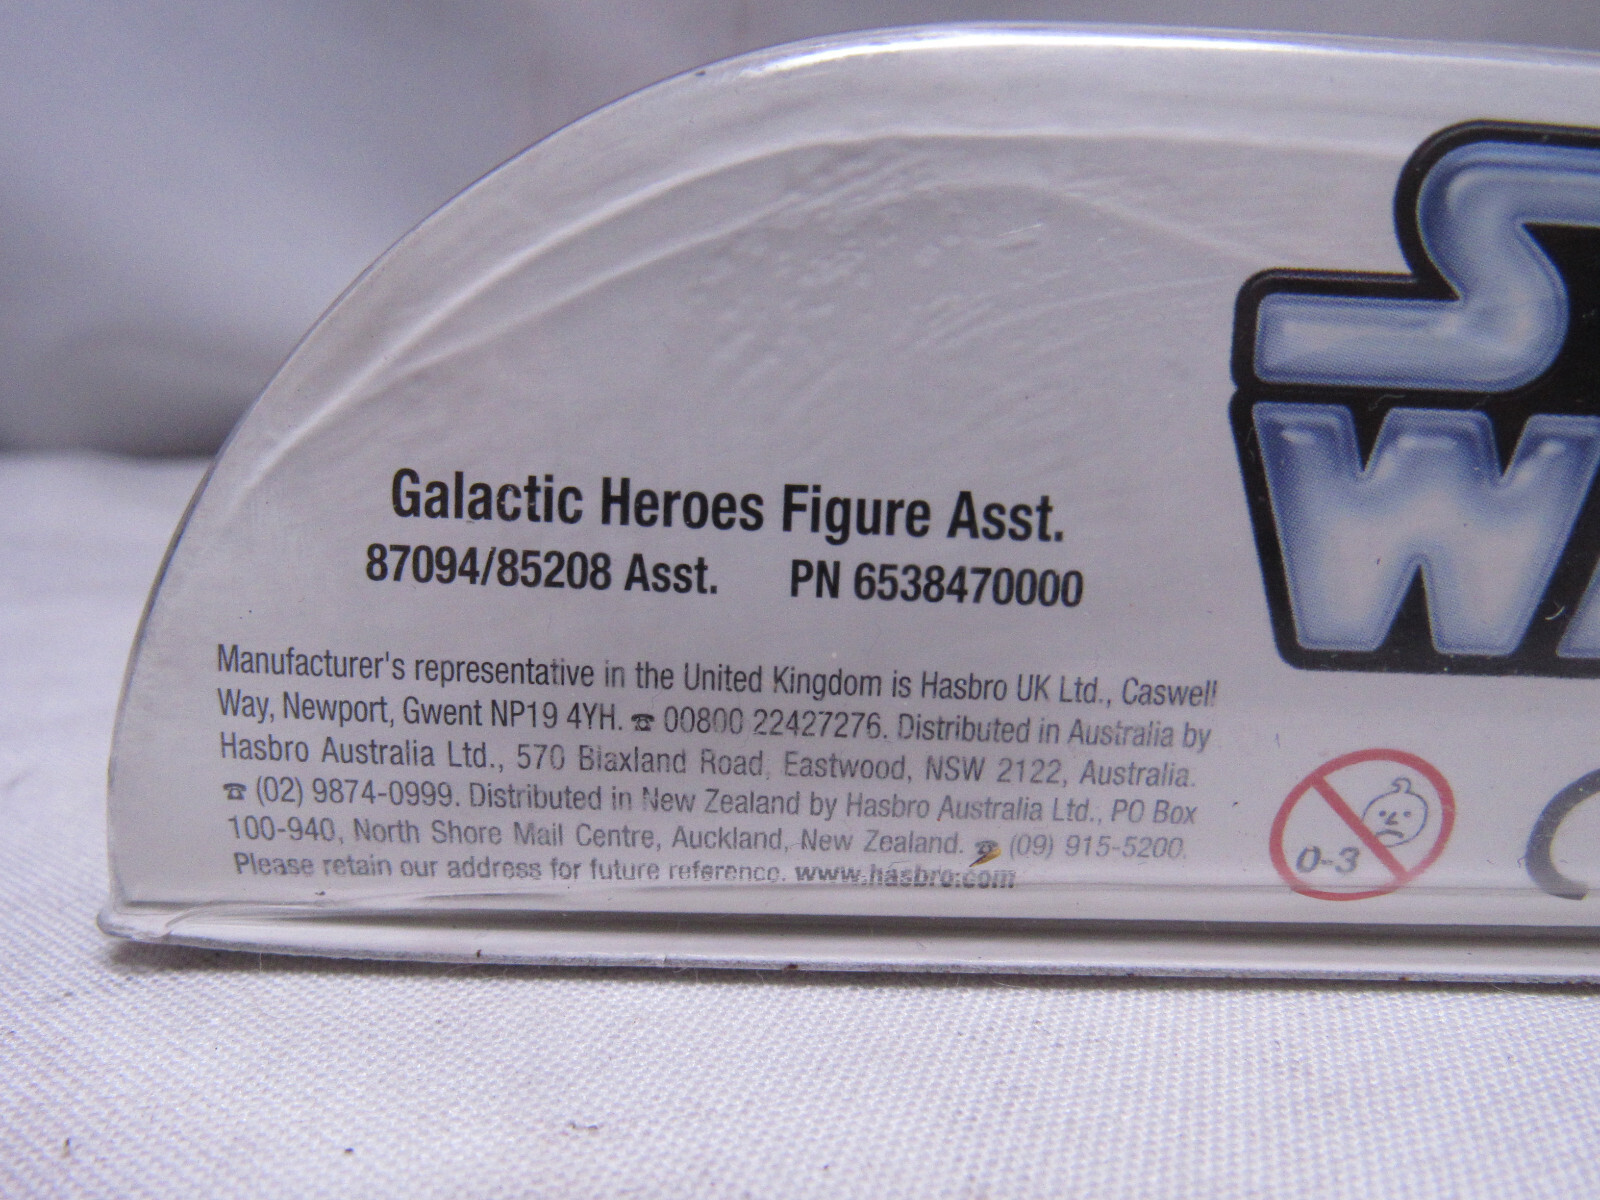 Galactic Heroes Figure Asst.
87094/85208 Asst. PN 6538470000
Manufacturer's representative in the United Kingdom is Hasbro UK Ltd., Caswell
Way, Newport, Gwent NP19 4YH. ☎ 00800 22427276. Distributed in Australia by
Hasbro Australia Ltd., 570 Blaxland Road, Eastwood, NSW 2122, Australia.
☎ (02) 9874-0999. Distributed in New Zealand by Hasbro Australia Ltd., PO Box
100-940, North Shore Mail Centre, Auckland, New Zealand. ☎ (09) 915-5200.
Please retain our address for future reference. www.hasbro.com
S
W
0-3